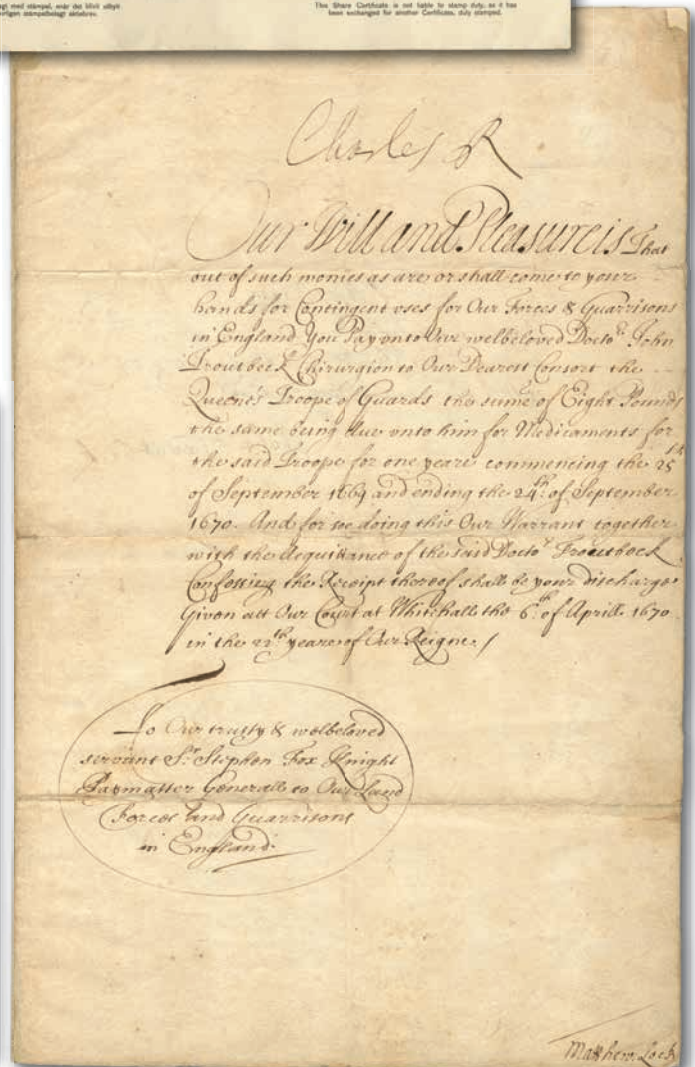 This Share Certificate is not liable to stamp duty, as it has
been exchanged for another Certificate, duly stamped.
Charles R
Our Will and Pleasure is That
out of such monies as are or shall come to your
hands for Contingent vses for Our Forces & Guarrisons
in England You Pay vnto Our welbeloved Docto.r John
Troutbeck Chirurgion to Our Dearest Consort the
Queene's Troope of Guards the sume of Eight Pounds
the same being due vnto him for Medicaments for
the said Troope for one yeare commencing the 25th
of September 1669 and ending the 24th of September
1670. And for soe doing this Our Warrant together
with the Acquittance of the said Docto.r Troutbeck
Confessing the Receipt thereof shall be your discharge
Given att Our Court at Whitehall the 6th of Aprill 1670
in the 22th yeare of Our Reigne /
To Our trusty & welbeloved
servant Sr. Stephen Fox Knight
Paymaster Generall to Our Land
Forces and Guarrisons
in England.
Mathew Lock